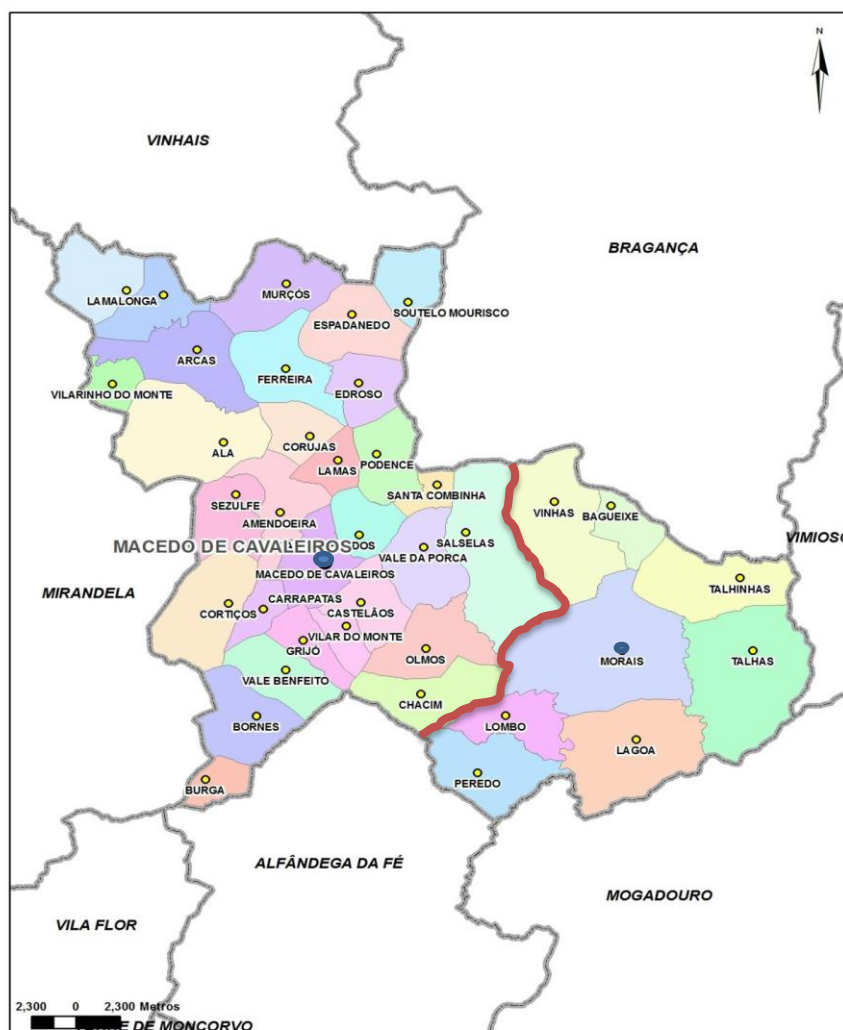 N
VINHAIS
BRAGANÇA
LAMALONGA
MURÇÓS
SOUTELO MOURISCO
ESPADANEDO
ARCAS
FERREIRA
EDROSO
VILARINHO DO MONTE
ALA
CORUJAS
LAMAS
PODENCE
SANTA COMBINHA
SEZULFE
VINHAS
BAGUEIXE
AMENDOEIRA
VIMIOSO
MACEDO DE CAVALEIROS
DOS
SALSELAS
VALE DA PORCA
MACEDO DE CAVALEIROS
TALHINHAS
MIRANDELA
CARRAPATAS
CORTIÇOS
CASTELÃOS
VILAR DO MONTE
GRIJÓ
OLMOS
MORAIS
TALHAS
VALE BENFEITO
CHACIM
BORNES
LOMBO
LAGOA
PEREDO
BURGA
ALFÂNDEGA DA FÉ
MOGADOURO
VILA FLOR
2,300 0 2,300 Metros
DE MONCORVO